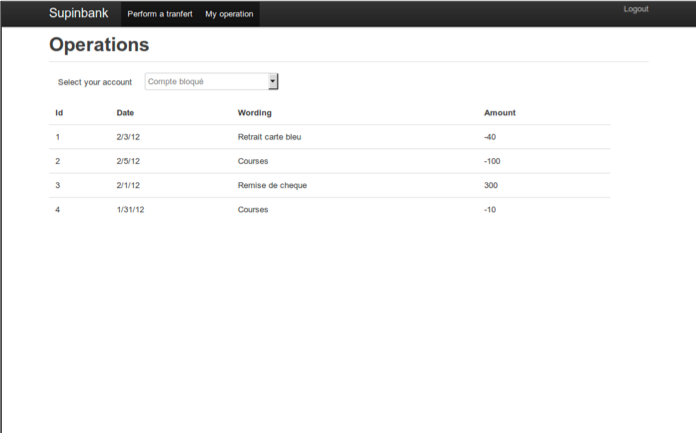 Supinbank Perform a tranfert My operation Logout
Operations
Select your account Compte bloqué
Id Date Wording Amount
1 2/3/12 Retrait carte bleu -40
2 2/5/12 Courses -100
3 2/1/12 Remise de cheque 300
4 1/31/12 Courses -10